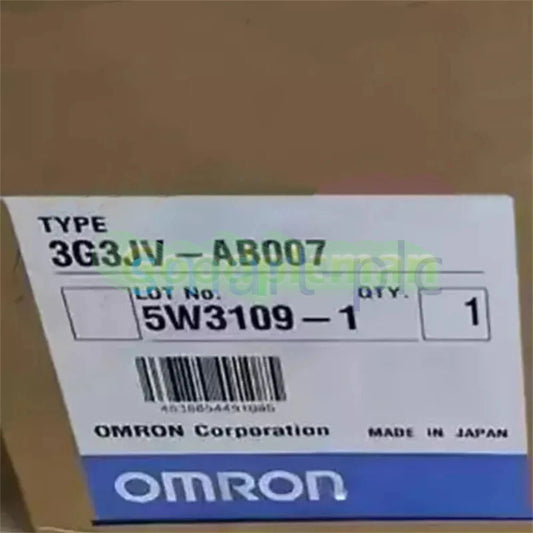 TYPE
3G3JV-AB007
LOT No. QTY.
5W3109-1 1
OMRON Corporation MADE IN JAPAN
OMRON